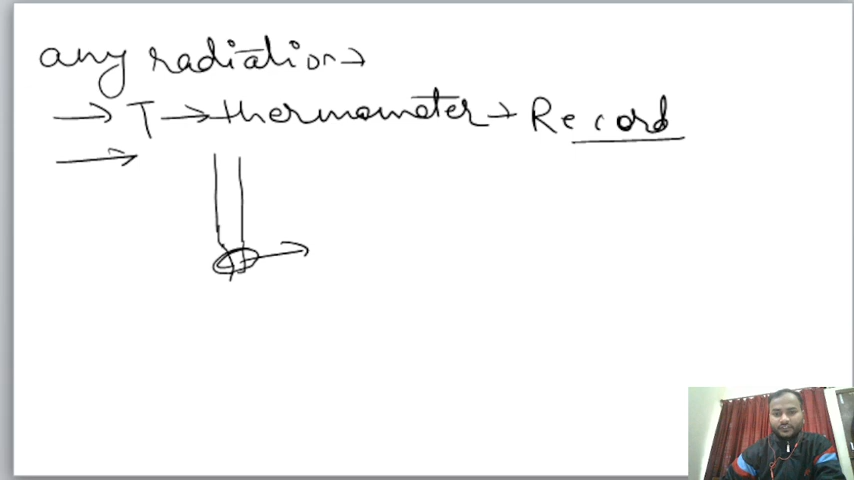 any radiation →
→ T → thermometer → Record
→